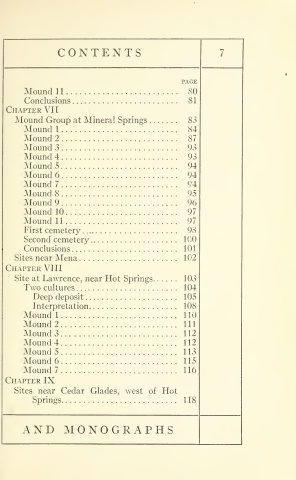 CONTENTS 7
PAGE
Mound 11 80
Conclusions 81
CHAPTER VII
Mound Group at Mineral Springs 83
Mound 1 84
Mound 2 87
Mound 3 93
Mound 4 93
Mound 5 94
Mound 6 94
Mound 7 94
Mound 8 95
Mound 9 96
Mound 10 97
Mound 11 97
First cemetery 98
Second cemetery 100
Conclusions 101
Sites near Mena 102
CHAPTER VIII
Site at Lawrence, near Hot Springs 103
Two cultures 104
Deep deposit 105
Interpretation 108
Mound 1 110
Mound 2 111
Mound 3 112
Mound 4 112
Mound 5 113
Mound 6 115
Mound 7 116
CHAPTER IX
Sites near Cedar Glades, west of Hot
Springs 118
AND MONOGRAPHS